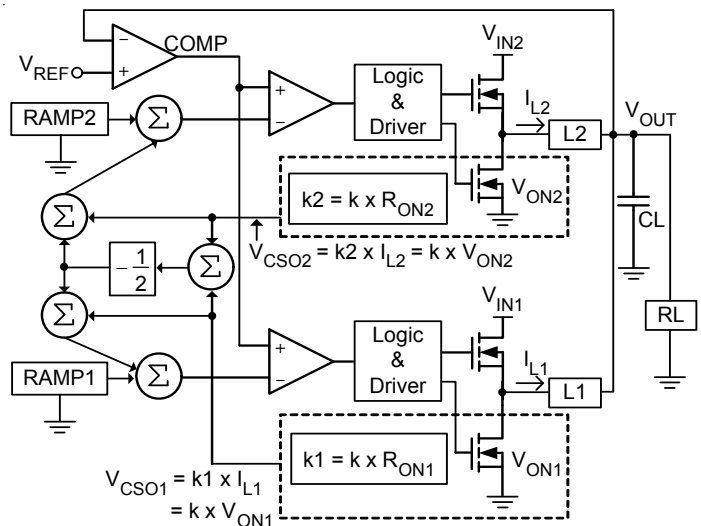 COMP
V_REF
−
+
V_IN2
Logic
&
Driver
+
−
I_L2
V_OUT
L2
RAMP2
Σ
V_ON2
k2 = k x R_ON2
CL
Σ
V_CSO2 = k2 x I_L2 = k x V_ON2
−1/2
Σ
V_IN1
RL
Σ
Logic
&
Driver
+
−
I_L1
L1
RAMP1
Σ
k1 = k x R_ON1
V_ON1
V_CSO1 = k1 x I_L1
= k x V_ON1